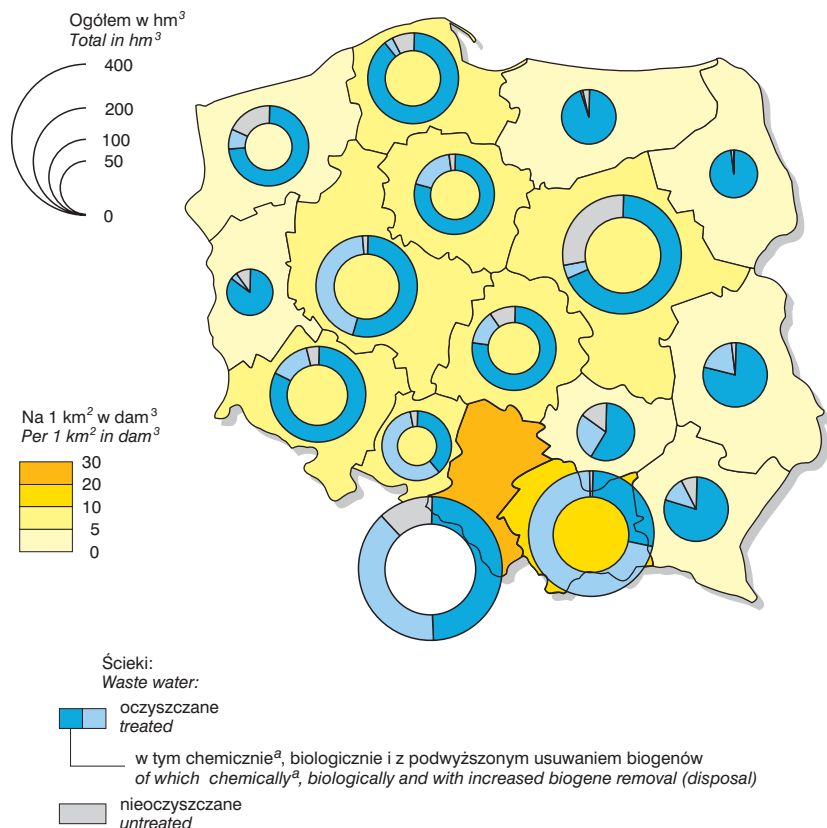 Ogółem w hm³
Total in hm³
400
200
100
50
0
Na 1 km² w dam³
Per 1 km² in dam³
30
20
10
5
0
Ścieki:
Waste water:
oczyszczane
treated
w tym chemicznieᵃ, biologicznie i z podwyższonym usuwaniem biogenów
of which chemicallyᵃ, biologically and with increased biogene removal (disposal)
nieoczyszczane
untreated